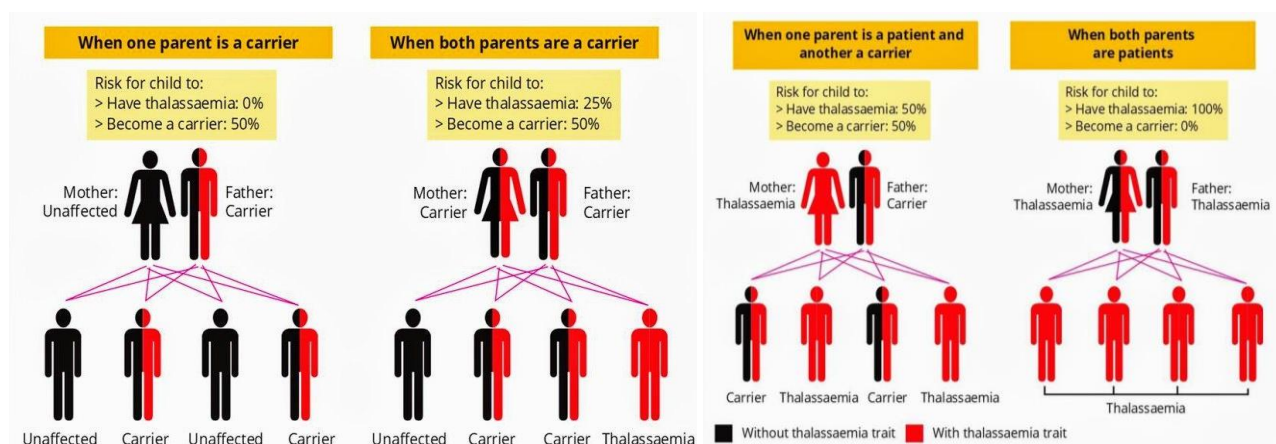 When one parent is a carrier
Risk for child to:
> Have thalassaemia: 0%
> Become a carrier: 50%
Mother:
Unaffected
Father:
Carrier
Unaffected
Carrier
Unaffected
Carrier
When both parents are a carrier
Risk for child to:
> Have thalassaemia: 25%
> Become a carrier: 50%
Mother:
Carrier
Father:
Carrier
Unaffected
Carrier
Carrier
Thalassaemia
When one parent is a patient and
another a carrier
Risk for child to:
> Have thalassaemia: 50%
> Become a carrier: 50%
Mother:
Thalassaemia
Father:
Carrier
Carrier
Thalassaemia
Carrier
Thalassaemia
When both parents
are patients
Risk for child to:
> Have thalassaemia: 100%
> Become a carrier: 0%
Mother:
Thalassaemia
Father:
Thalassaemia
Thalassaemia
Without thalassaemia trait
With thalassaemia trait